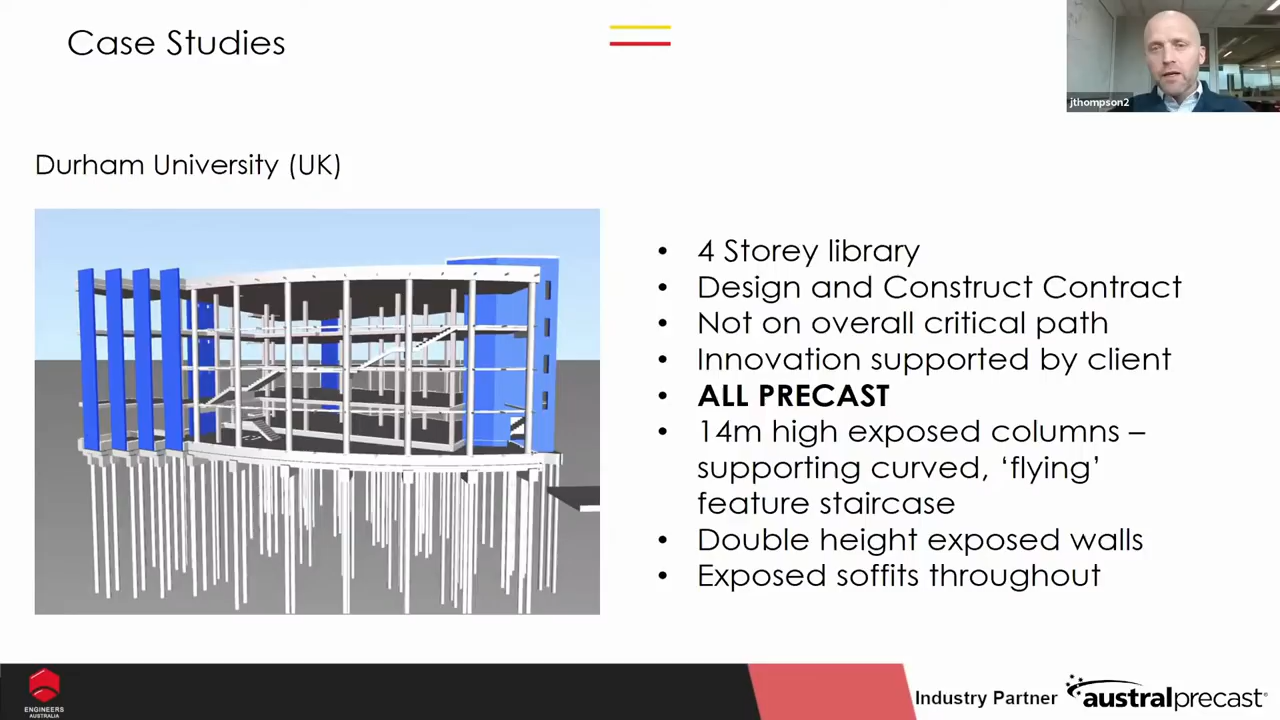 Case Studies
jthompson2
Durham University (UK)
• 4 Storey library
• Design and Construct Contract
• Not on overall critical path
• Innovation supported by client
• ALL PRECAST
• 14m high exposed columns –
supporting curved, ‘flying’
feature staircase
• Double height exposed walls
• Exposed soffits throughout
ENGINEERS
AUSTRALIA
Industry Partner
australprecast